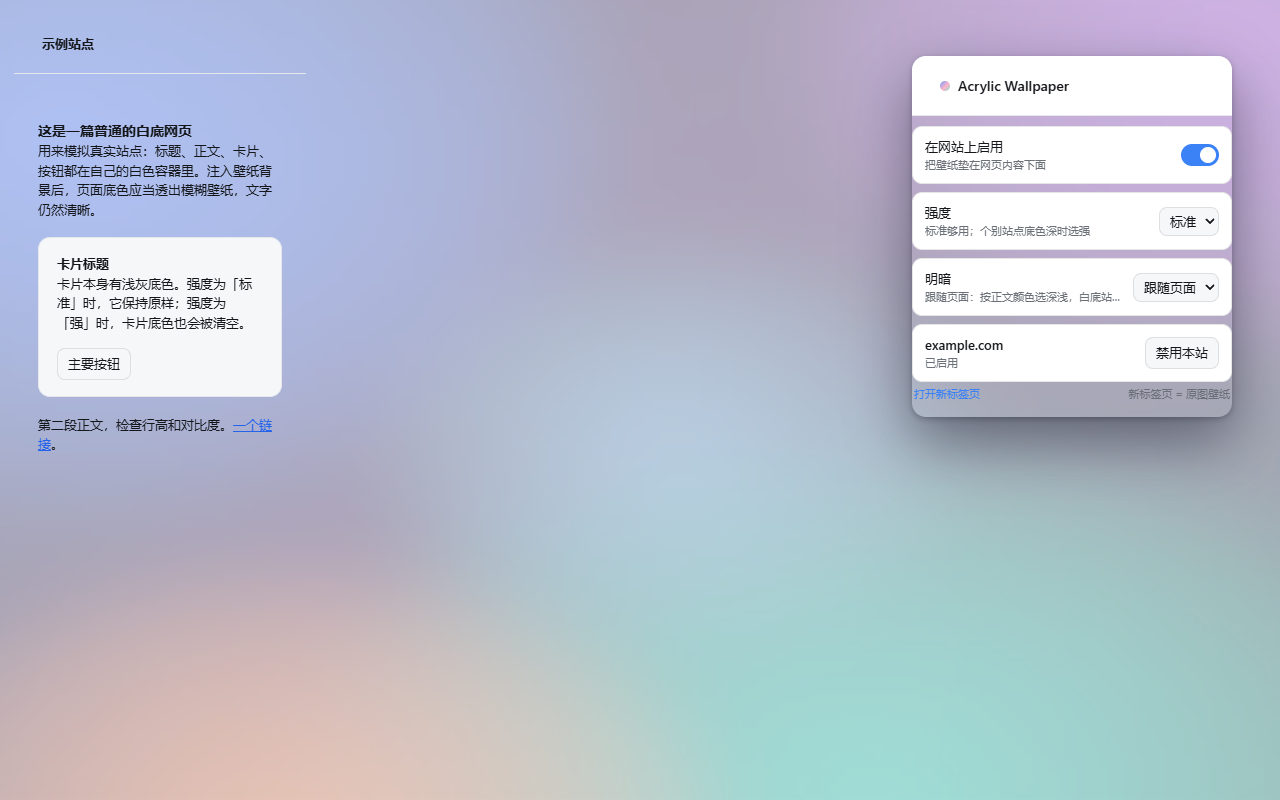 示例站点
这是一篇普通的白底网页
用来模拟真实站点：标题、正文、卡片、
按钮都在自己的白色容器里。注入壁纸背
景后，页面底色应当透出模糊壁纸，文字
仍然清晰。
卡片标题
卡片本身有浅灰底色。强度为「标
准」时，它保持原样；强度为
「强」时，卡片底色也会被清空。
主要按钮
第二段正文，检查行高和对比度。一个链
接。
Acrylic Wallpaper
在网站上启用
把壁纸垫在网页内容下面
强度
标准够用；个别站点底色深时选强
标准
明暗
跟随页面：按正文颜色选深浅，白底站...
跟随页面
example.com
已启用
禁用本站
打开新标签页
新标签页 = 原图壁纸